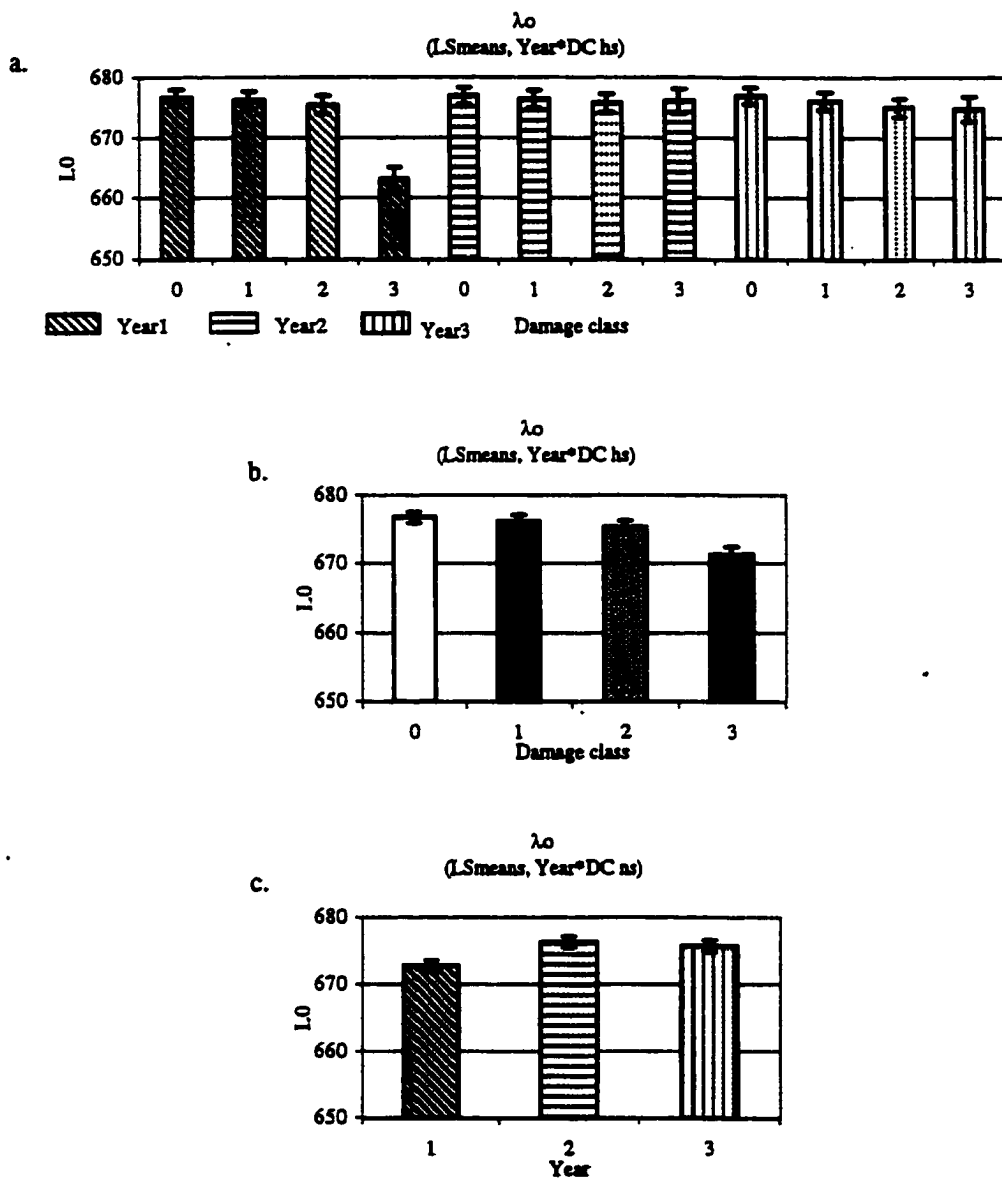 λo
(LSmeans, Year*DC hs)
a.
680
670
660
650
L0
0 1 2 3 0 1 2 3 0 1 2 3
Year1 Year2 Year3 Damage class
λo
(LSmeans, Year*DC hs)
b.
680
670
660
650
L0
0 1 2 3
Damage class
λo
(LSmeans, Year*DC ns)
c.
680
670
660
650
L0
1 2 3
Year